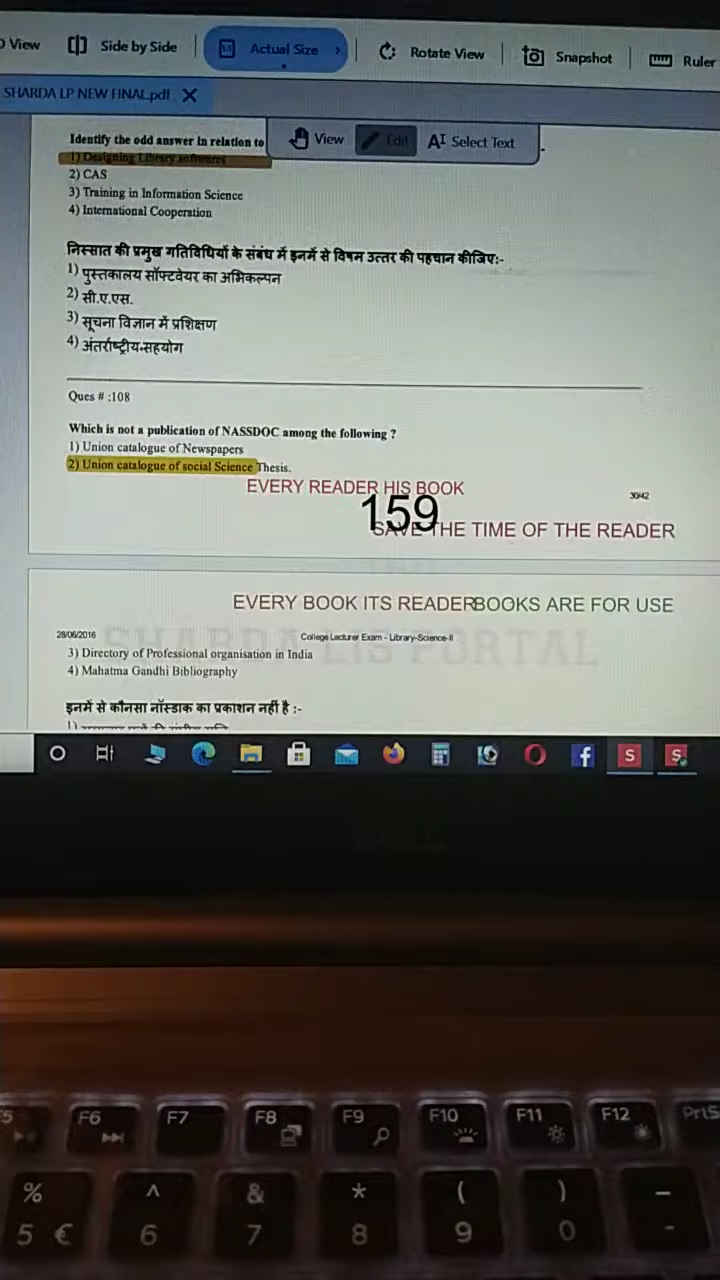 View
Side by Side
Actual Size
Rotate View
Snapshot
Ruler
SHARDA LP NEW FINAL.pdf
View
Edit
Select Text
Identify the odd answer in relation to
1) Designing Library softwares
2) CAS
3) Training in Information Science
4) International Cooperation
निस्सात की प्रमुख गतिविधियों के संबंध में इनमें से विषम उत्तर की पहचान कीजिए:-
1) पुस्तकालय सॉफ्टवेयर का अभिकल्पन
2) सी.ए.एस.
3) सूचना विज्ञान में प्रशिक्षण
4) अंतर्राष्ट्रीय-सहयोग
Ques # :108
Which is not a publication of NASSDOC among the following ?
1) Union catalogue of Newspapers
2) Union catalogue of social Science Thesis.
EVERY READER HIS BOOK
30/42
159
SAVE THE TIME OF THE READER
EVERY BOOK ITS READER BOOKS ARE FOR USE
28/06/2016
College Lecturer Exam - Library-Science-II
SHARDA LIS PORTAL
3) Directory of Professional organisation in India
4) Mahatma Gandhi Bibliography
इनमें से कौनसा नॉस्डाक का प्रकाशन नहीं है :-
DELL
F6
F7
F8
F9
F10
F11
F12
PrtS
% ^ & * ( ) _
5 € 6 7 8 9 0 -